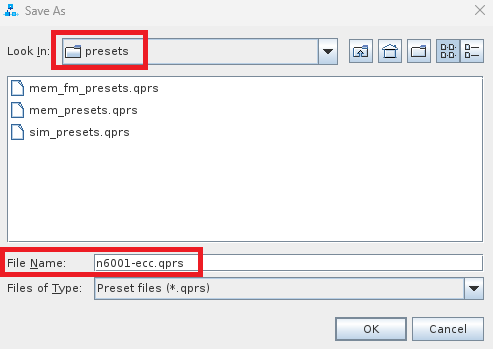 Save As
Look In: presets
mem_fm_presets.qprs
mem_presets.qprs
sim_presets.qprs
File Name: n6001-ecc.qprs
Files of Type: Preset files (*.qprs)
OK Cancel